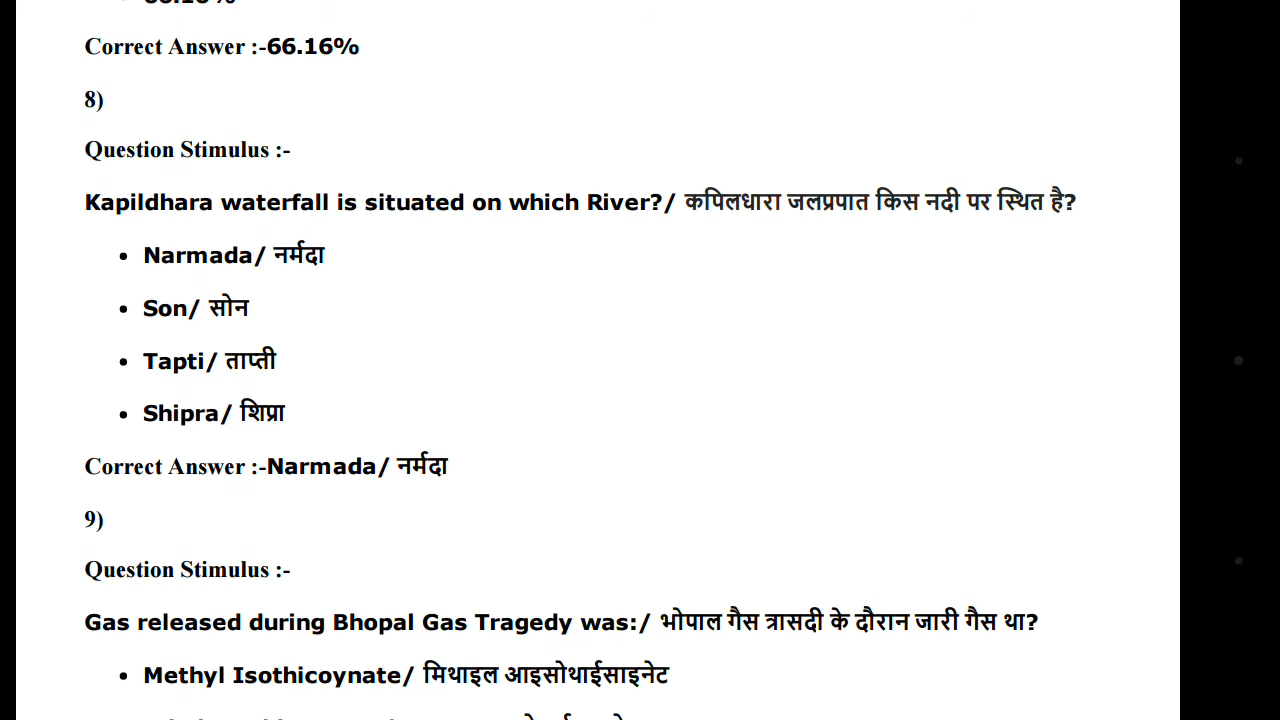 Correct Answer :-66.16%
8)
Question Stimulus :-
Kapildhara waterfall is situated on which River?/ कपिलधारा जलप्रपात किस नदी पर स्थित है?
• Narmada/ नर्मदा
• Son/ सोन
• Tapti/ ताप्ती
• Shipra/ शिप्रा
Correct Answer :-Narmada/ नर्मदा
9)
Question Stimulus :-
Gas released during Bhopal Gas Tragedy was:/ भोपाल गैस त्रासदी के दौरान जारी गैस था?
• Methyl Isothicoynate/ मिथाइल आइसोथाईसाइनेट